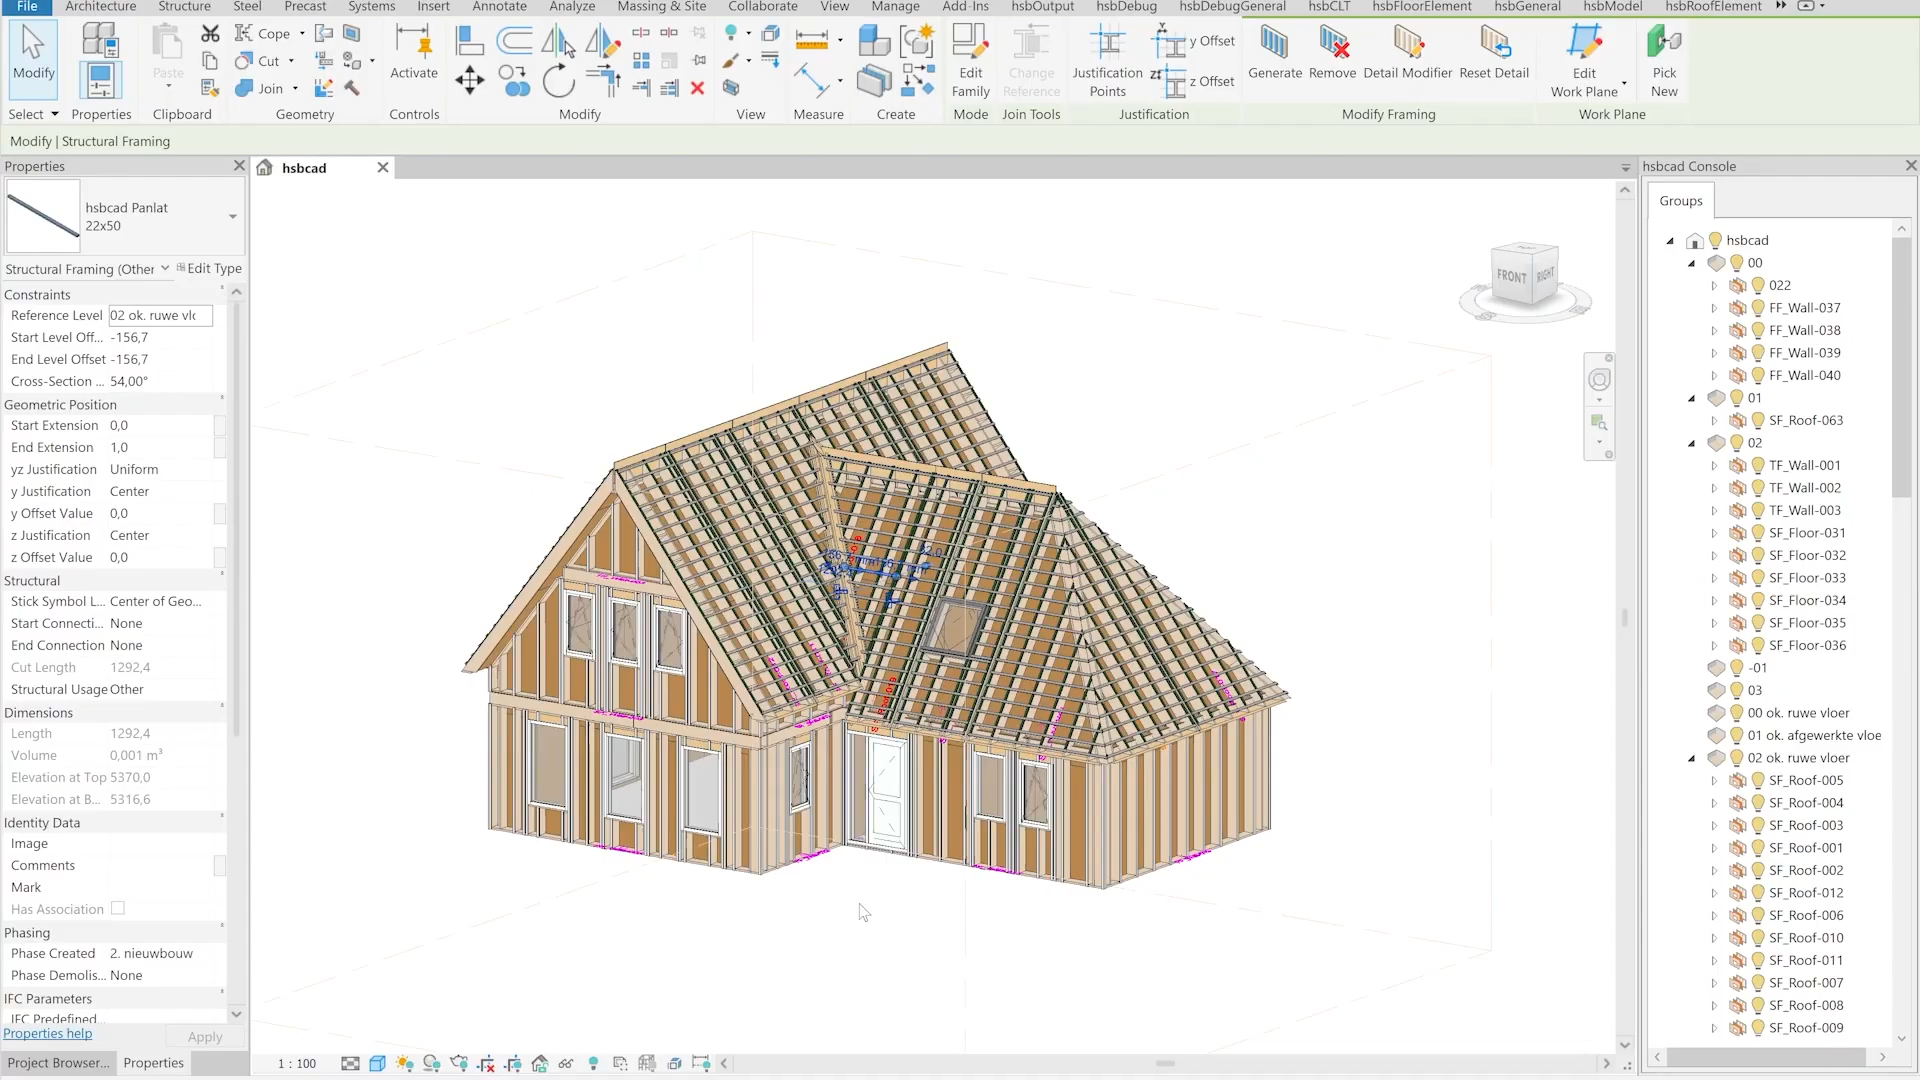 File Architecture Structure Steel Precast Systems Insert Annotate Analyze Massing & Site Collaborate View Manage Add-Ins hsbOutput hsbDebug hsbDebugGeneral hsbCLT hsbFloorElement hsbGeneral hsbModel hsbRoofElement
Modify Paste Cope Cut Join Activate Edit Family Change Reference Justification Points y Offset z Offset Generate Remove Detail Modifier Reset Detail Edit Work Plane Pick New
Select Properties Clipboard Geometry Controls Modify View Measure Create Mode Join Tools Justification Modify Framing Work Plane
Modify | Structural Framing
Properties
hsbcad Panlat
22x50
Structural Framing (Other Edit Type
Constraints
Reference Level 02 ok. ruwe vlc
Start Level Off... -156,7
End Level Offset -156,7
Cross-Section ... 54,00°
Geometric Position
Start Extension 0,0
End Extension 1,0
yz Justification Uniform
y Justification Center
y Offset Value 0,0
z Justification Center
z Offset Value 0,0
Structural
Stick Symbol L... Center of Geo...
Start Connecti... None
End Connection None
Cut Length 1292,4
Structural Usage Other
Dimensions
Length 1292,4
Volume 0,001 m³
Elevation at Top 5370,0
Elevation at B... 5316,6
Identity Data
Image
Comments
Mark
Has Association
Phasing
Phase Created 2. nieuwbouw
Phase Demolis... None
IFC Parameters
IFC Predefined...
Properties help Apply
Project Browser... Properties
hsbcad
FRONT RIGHT
1 : 100
hsbcad Console
Groups
hsbcad
00
022
FF_Wall-037
FF_Wall-038
FF_Wall-039
FF_Wall-040
01
SF_Roof-063
02
TF_Wall-001
TF_Wall-002
TF_Wall-003
SF_Floor-031
SF_Floor-032
SF_Floor-033
SF_Floor-034
SF_Floor-035
SF_Floor-036
-01
03
00 ok. ruwe vloer
01 ok. afgewerkte vloe
02 ok. ruwe vloer
SF_Roof-005
SF_Roof-004
SF_Roof-003
SF_Roof-001
SF_Roof-002
SF_Roof-012
SF_Roof-006
SF_Roof-010
SF_Roof-011
SF_Roof-007
SF_Roof-008
SF_Roof-009